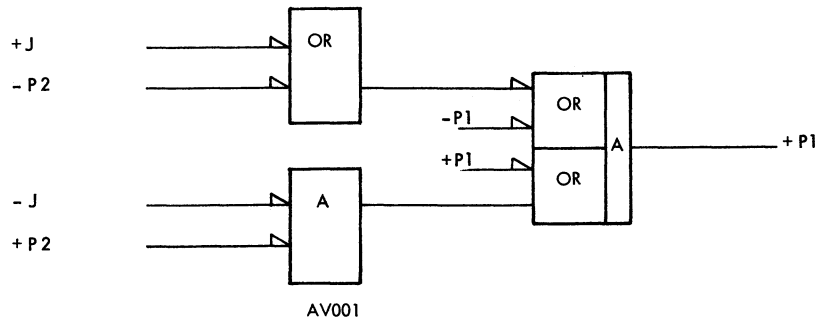 +J
OR
-P2
OR
-P1
A
+P1
+P1
OR
-J
A
+P2
AV001